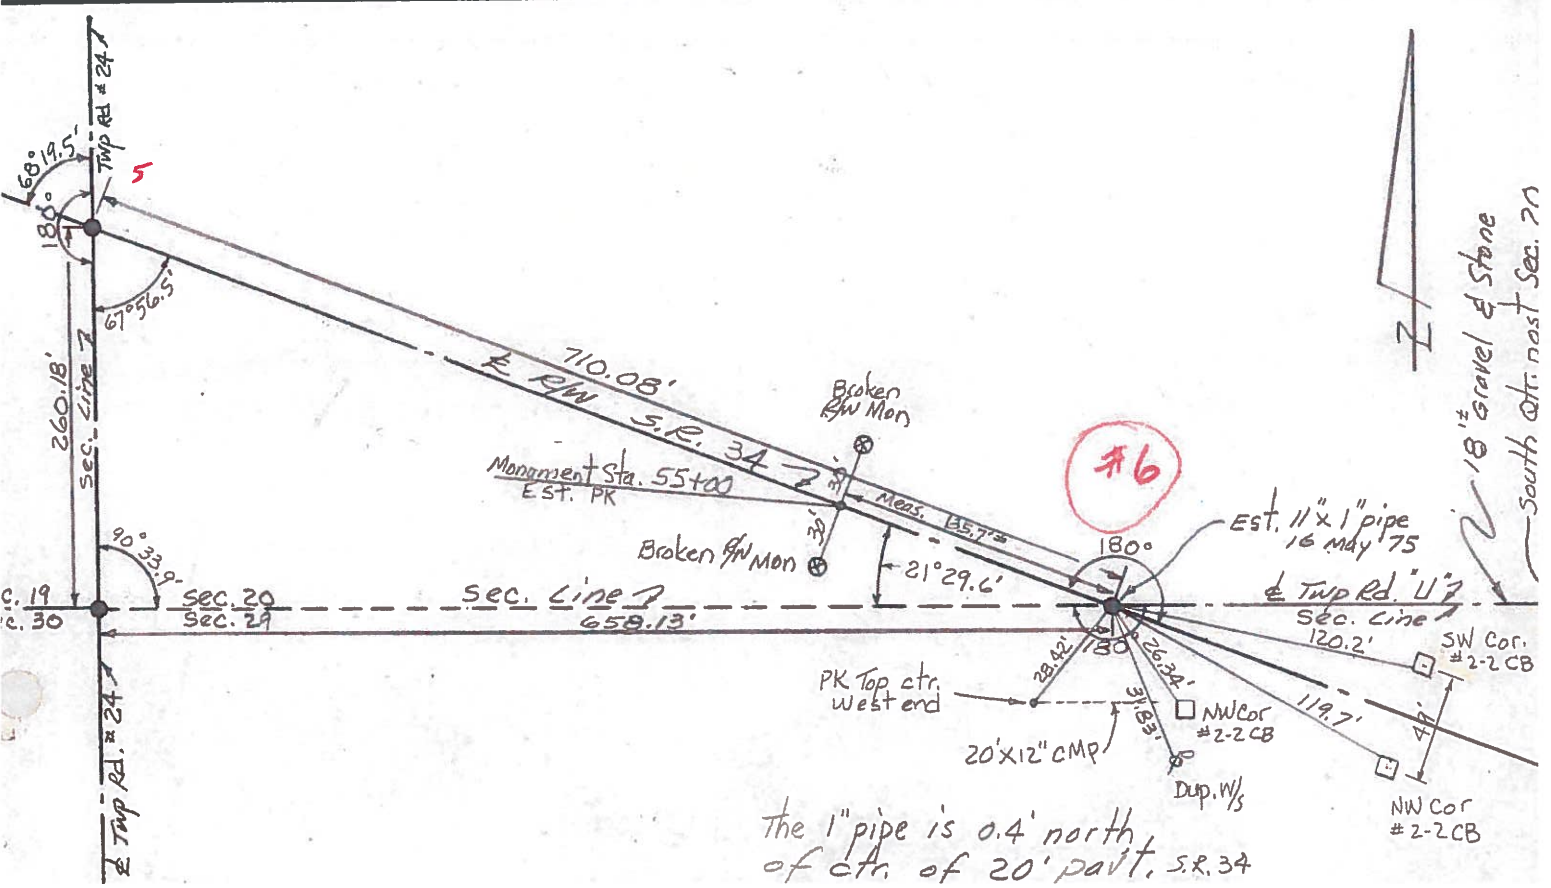 Twp Rd #24
5
68°19.5'
180°
67°56.5'
260.18'
Sec. Line
710.08'
℄ R/W S.R. 34
Broken
R/W Mon
30'
Monament Sta. 55+00
Est. PK
Meas. 135.7'±
30'
Broken R/W Mon
#6
180°
Est. 11" x 1" pipe
16 May '75
18'± Gravel & Stone
South Qtr. post Sec. 20
21°29.6'
90°33.9'
c. 19
c. 30
Sec. 20
Sec. 29
Sec. Line
658.13'
℄ Twp Rd. "U"
Sec. Line
180°
120.2'
SW Cor.
#2-2 CB
28.42'
26.34'
31.83'
119.7'
49'
PK Top ctr.
West end
NW Cor
#2-2 CB
20'x12" CMP
Dup. W/s
NW Cor
#2-2 CB
℄ Twp Rd. #24
The 1" pipe is 0.4' north
of ctr. of 20' pav't. S.R. 34